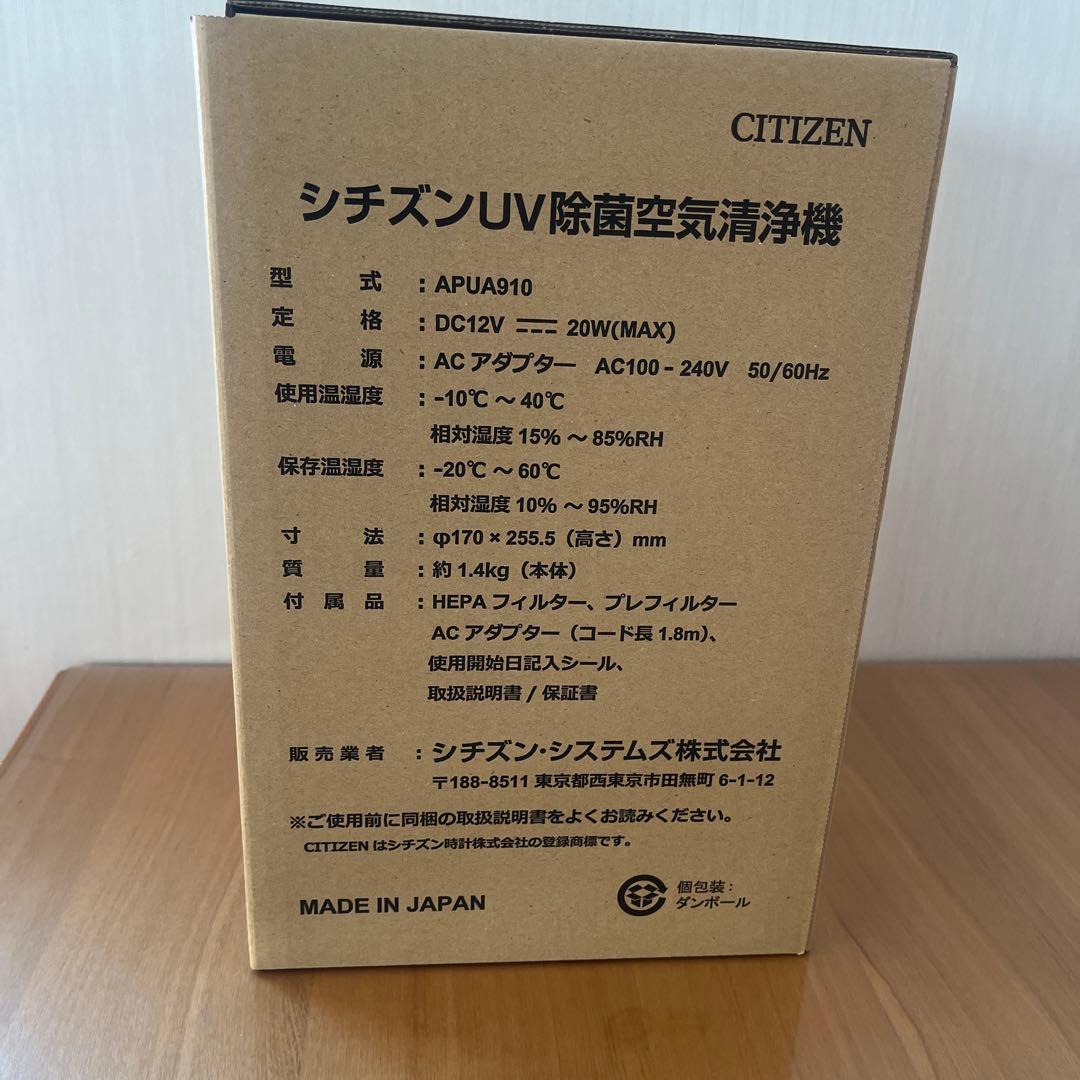 CITIZEN
シチズンUV除菌空気清浄機
型 式 : APUA910
定 格 : DC12V ⎓ 20W(MAX)
電 源 : AC アダプター AC100 - 240V 50/60Hz
使用温湿度 : -10℃ ～ 40℃
相対湿度 15% ～ 85%RH
保存温湿度 : -20℃ ～ 60℃
相対湿度 10% ～ 95%RH
寸 法 : φ170 × 255.5（高さ）mm
質 量 : 約 1.4kg（本体）
付 属 品 : HEPA フィルター、プレフィルター
AC アダプター（コード長 1.8m）、
使用開始日記入シール、
取扱説明書 / 保証書
販 売 業 者 : シチズン・システムズ株式会社
〒188-8511 東京都西東京市田無町 6-1-12
※ご使用前に同梱の取扱説明書をよくお読みください。
CITIZEN はシチズン時計株式会社の登録商標です。
MADE IN JAPAN
個包装 :
ダンボール